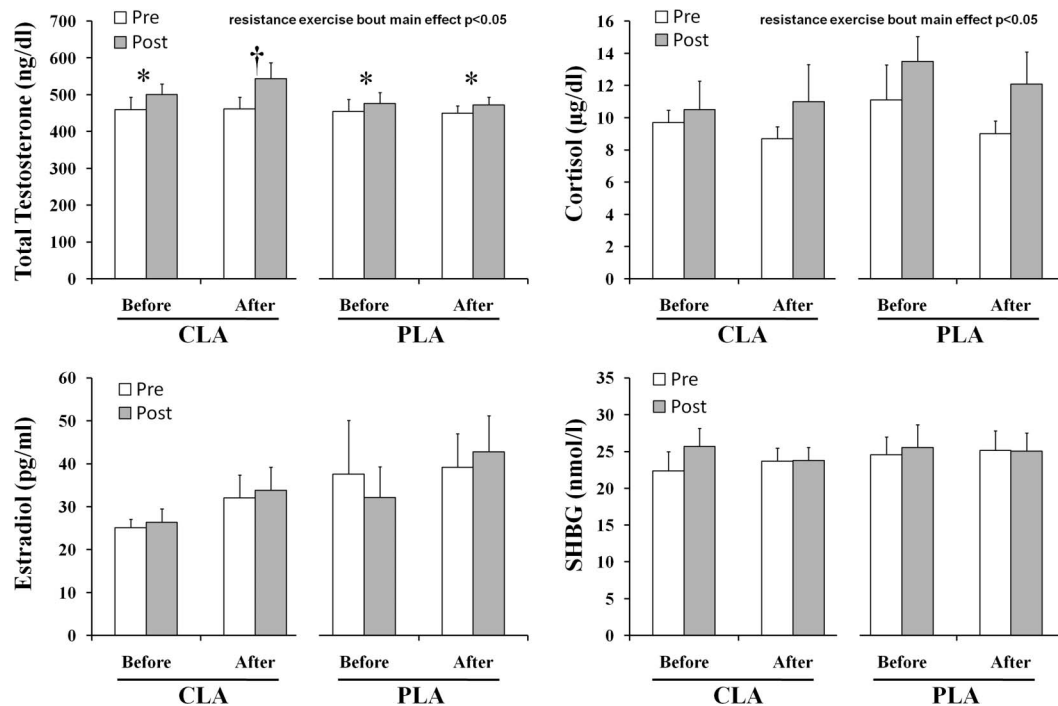 resistance exercise bout main effect p<0.05
Pre
Post
Total Testosterone (ng/dl)
700
600
500
400
300
200
100
0
*
†
*
*
Before After Before After
CLA PLA
resistance exercise bout main effect p<0.05
Pre
Post
Cortisol (µg/dl)
16
14
12
10
8
6
4
2
0
Before After Before After
CLA PLA
Pre
Post
Estradiol (pg/ml)
60
50
40
30
20
10
0
Before After Before After
CLA PLA
Pre
Post
SHBG (nmol/l)
35
30
25
20
15
10
5
0
Before After Before After
CLA PLA